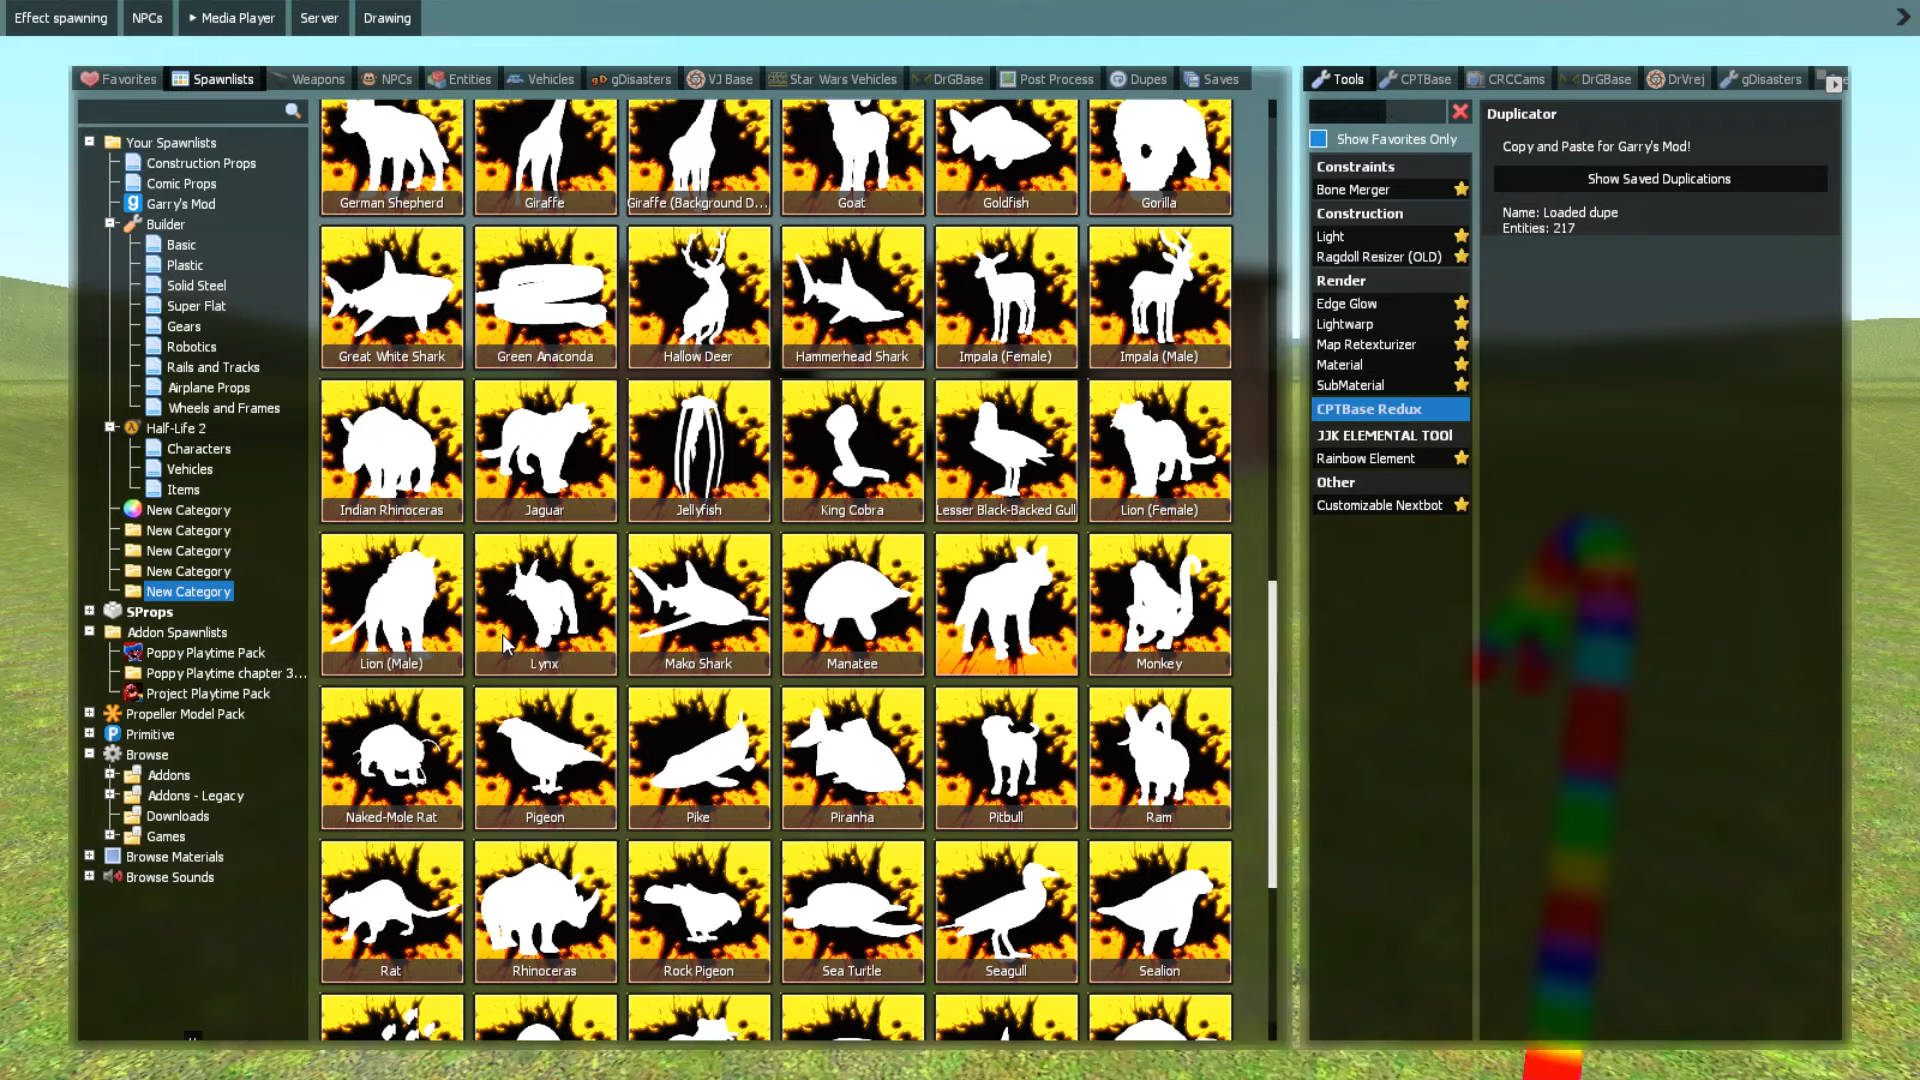 Effect spawning
NPCs
Media Player
Server
Drawing
Favorites
Spawnlists
Weapons
NPCs
Entities
Vehicles
gDisasters
VJ Base
Star Wars Vehicles
DrGBase
Post Process
Dupes
Saves
Tools
CPTBase
CRCCams
DrGBase
DrVrej
gDisasters
Your Spawnlists
Construction Props
Comic Props
Garry's Mod
Builder
Basic
Plastic
Solid Steel
Super Flat
Gears
Robotics
Rails and Tracks
Airplane Props
Wheels and Frames
Half-Life 2
Characters
Vehicles
Items
New Category
New Category
New Category
New Category
New Category
SProps
Addon Spawnlists
Poppy Playtime Pack
Poppy Playtime chapter 3...
Project Playtime Pack
Propeller Model Pack
Primitive
Browse
Addons
Addons - Legacy
Downloads
Games
Browse Materials
Browse Sounds
German Shepherd
Giraffe
Giraffe (Background D...
Goat
Goldfish
Gorilla
Great White Shark
Green Anaconda
Hallow Deer
Hammerhead Shark
Impala (Female)
Impala (Male)
Indian Rhinoceras
Jaguar
Jellyfish
King Cobra
Lesser Black-Backed Gull
Lion (Female)
Lion (Male)
Lynx
Mako Shark
Manatee
Monkey
Naked-Mole Rat
Pigeon
Pike
Piranha
Pitbull
Ram
Rat
Rhinoceras
Rock Pigeon
Sea Turtle
Seagull
Sealion
Show Favorites Only
Constraints
Bone Merger
Construction
Light
Ragdoll Resizer (OLD)
Render
Edge Glow
Lightwarp
Map Retexturizer
Material
SubMaterial
CPTBase Redux
JJK ELEMENTAL TOOl
Rainbow Element
Other
Customizable Nextbot
Duplicator
Copy and Paste for Garry's Mod!
Show Saved Duplications
Name: Loaded dupe
Entities: 217